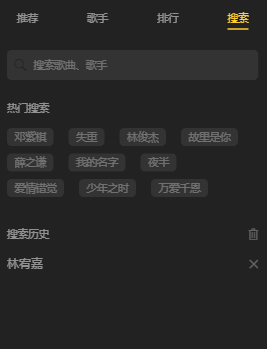 推荐 歌手 排行 搜索
搜索歌曲、歌手
热门搜索
邓紫棋 失重 林俊杰 故里是你
薛之谦 我的名字 夜半
爱情错觉 少年之时 万爱千恩
搜索历史
林宥嘉